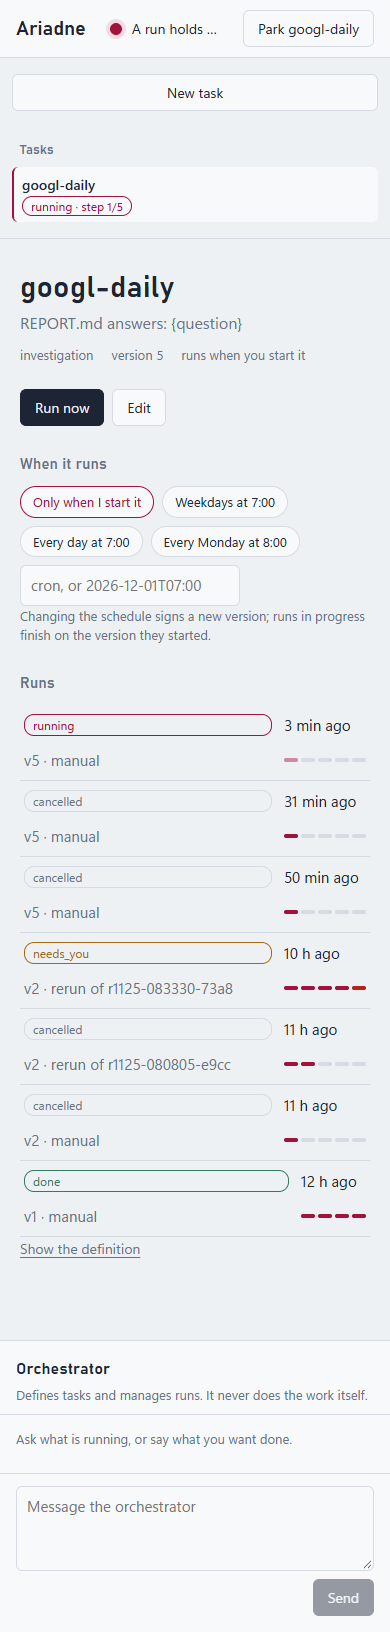 Ariadne
A run holds ...
Park googl-daily
New task
Tasks
googl-daily
running · step 1/5
googl-daily
REPORT.md answers: {question}
investigation version 5 runs when you start it
Run now
Edit
When it runs
Only when I start it
Weekdays at 7:00
Every day at 7:00
Every Monday at 8:00
cron, or 2026-12-01T07:00
Changing the schedule signs a new version; runs in progress
finish on the version they started.
Runs
running
3 min ago
v5 · manual
cancelled
31 min ago
v5 · manual
cancelled
50 min ago
v5 · manual
needs_you
10 h ago
v2 · rerun of r1125-083330-73a8
cancelled
11 h ago
v2 · rerun of r1125-080805-e9cc
cancelled
11 h ago
v2 · manual
done
12 h ago
v1 · manual
Show the definition
Orchestrator
Defines tasks and manages runs. It never does the work itself.
Ask what is running, or say what you want done.
Message the orchestrator
Send